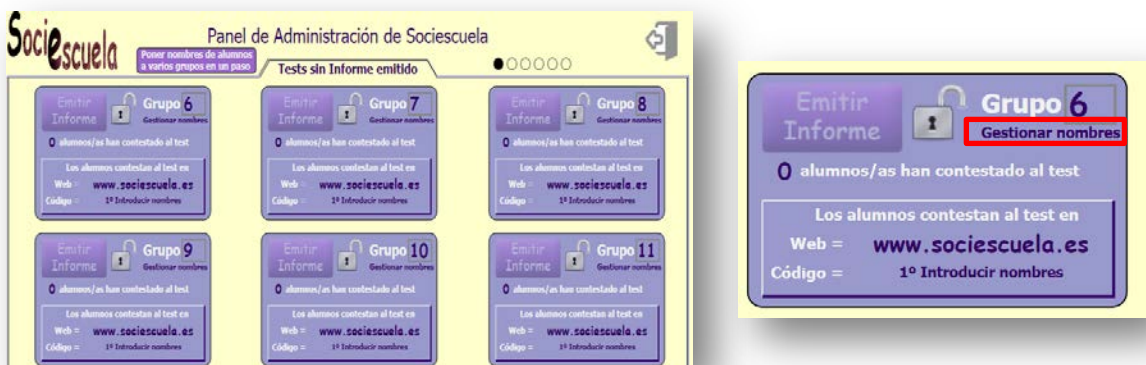 Sociescuela
Panel de Administración de Sociescuela
Poner nombres de alumnos
a varios grupos en un paso
Tests sin Informe emitido
Emitir
Informe
Grupo 6
Gestionar nombres
0 alumnos/as han contestado al test
Los alumnos contestan al test en
Web = www.sociescuela.es
Código = 1º Introducir nombres
Emitir
Informe
Grupo 7
Gestionar nombres
0 alumnos/as han contestado al test
Los alumnos contestan al test en
Web = www.sociescuela.es
Código = 1º Introducir nombres
Emitir
Informe
Grupo 8
Gestionar nombres
0 alumnos/as han contestado al test
Los alumnos contestan al test en
Web = www.sociescuela.es
Código = 1º Introducir nombres
Emitir
Informe
Grupo 9
Gestionar nombres
0 alumnos/as han contestado al test
Los alumnos contestan al test en
Web = www.sociescuela.es
Código = 1º Introducir nombres
Emitir
Informe
Grupo 10
Gestionar nombres
0 alumnos/as han contestado al test
Los alumnos contestan al test en
Web = www.sociescuela.es
Código = 1º Introducir nombres
Emitir
Informe
Grupo 11
Gestionar nombres
0 alumnos/as han contestado al test
Los alumnos contestan al test en
Web = www.sociescuela.es
Código = 1º Introducir nombres
Emitir
Informe
Grupo 6
Gestionar nombres
0 alumnos/as han contestado al test
Los alumnos contestan al test en
Web = www.sociescuela.es
Código = 1º Introducir nombres